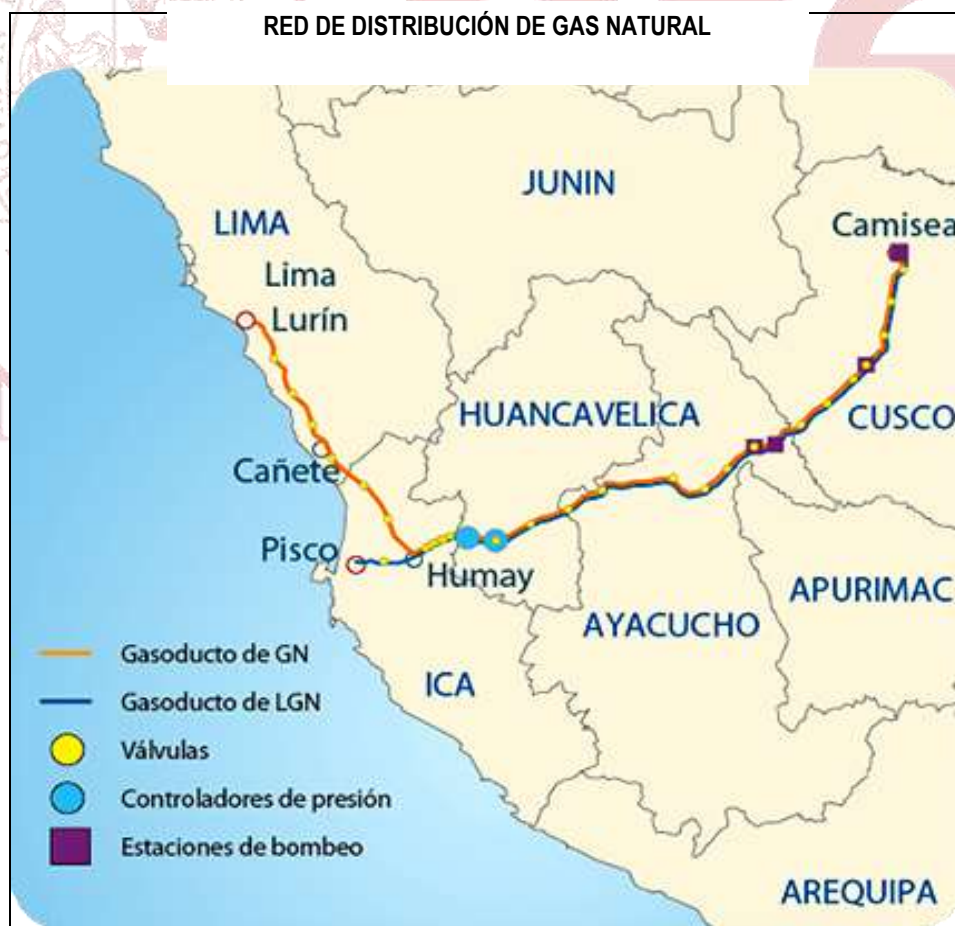 RED DE DISTRIBUCIÓN DE GAS NATURAL
JUNIN
LIMA
Camisea
Lima
Lurín
HUANCAVELICA
CUSCO
Cañete
Pisco
Humay
APURIMAC
AYACUCHO
Gasoducto de GN
ICA
Gasoducto de LGN
Válvulas
Controladores de presión
Estaciones de bombeo
AREQUIPA